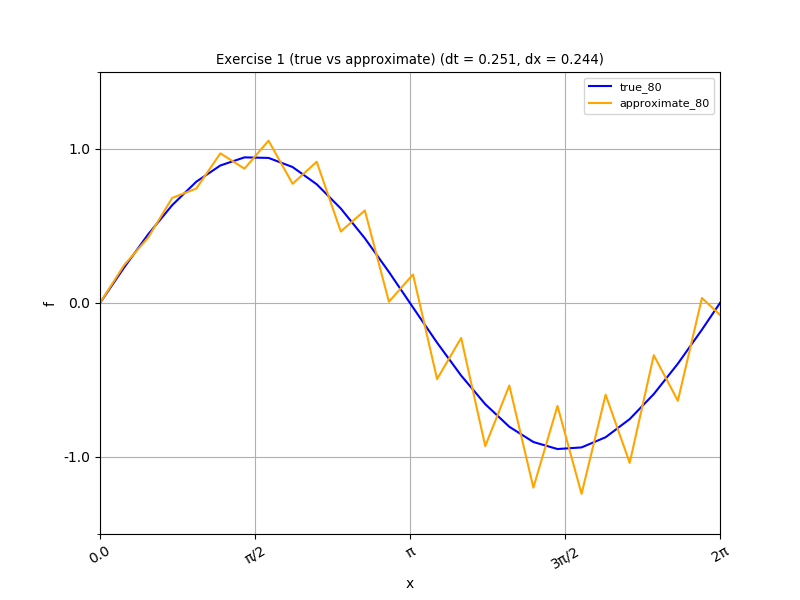 Exercise 1 (true vs approximate) (dt = 0.251, dx = 0.244)
true_80
approximate_80
1.0
0.0
-1.0
f
0.0
π/2
π
3π/2
2π
x